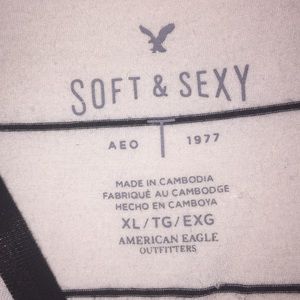 SOFT & SEXY
AEO T 1977
MADE IN CAMBODIA
FABRIQUÉ AU CAMBODGE
HECHO EN CAMBOYA
XL/TG/EXG
AMERICAN EAGLE
OUTFITTERS